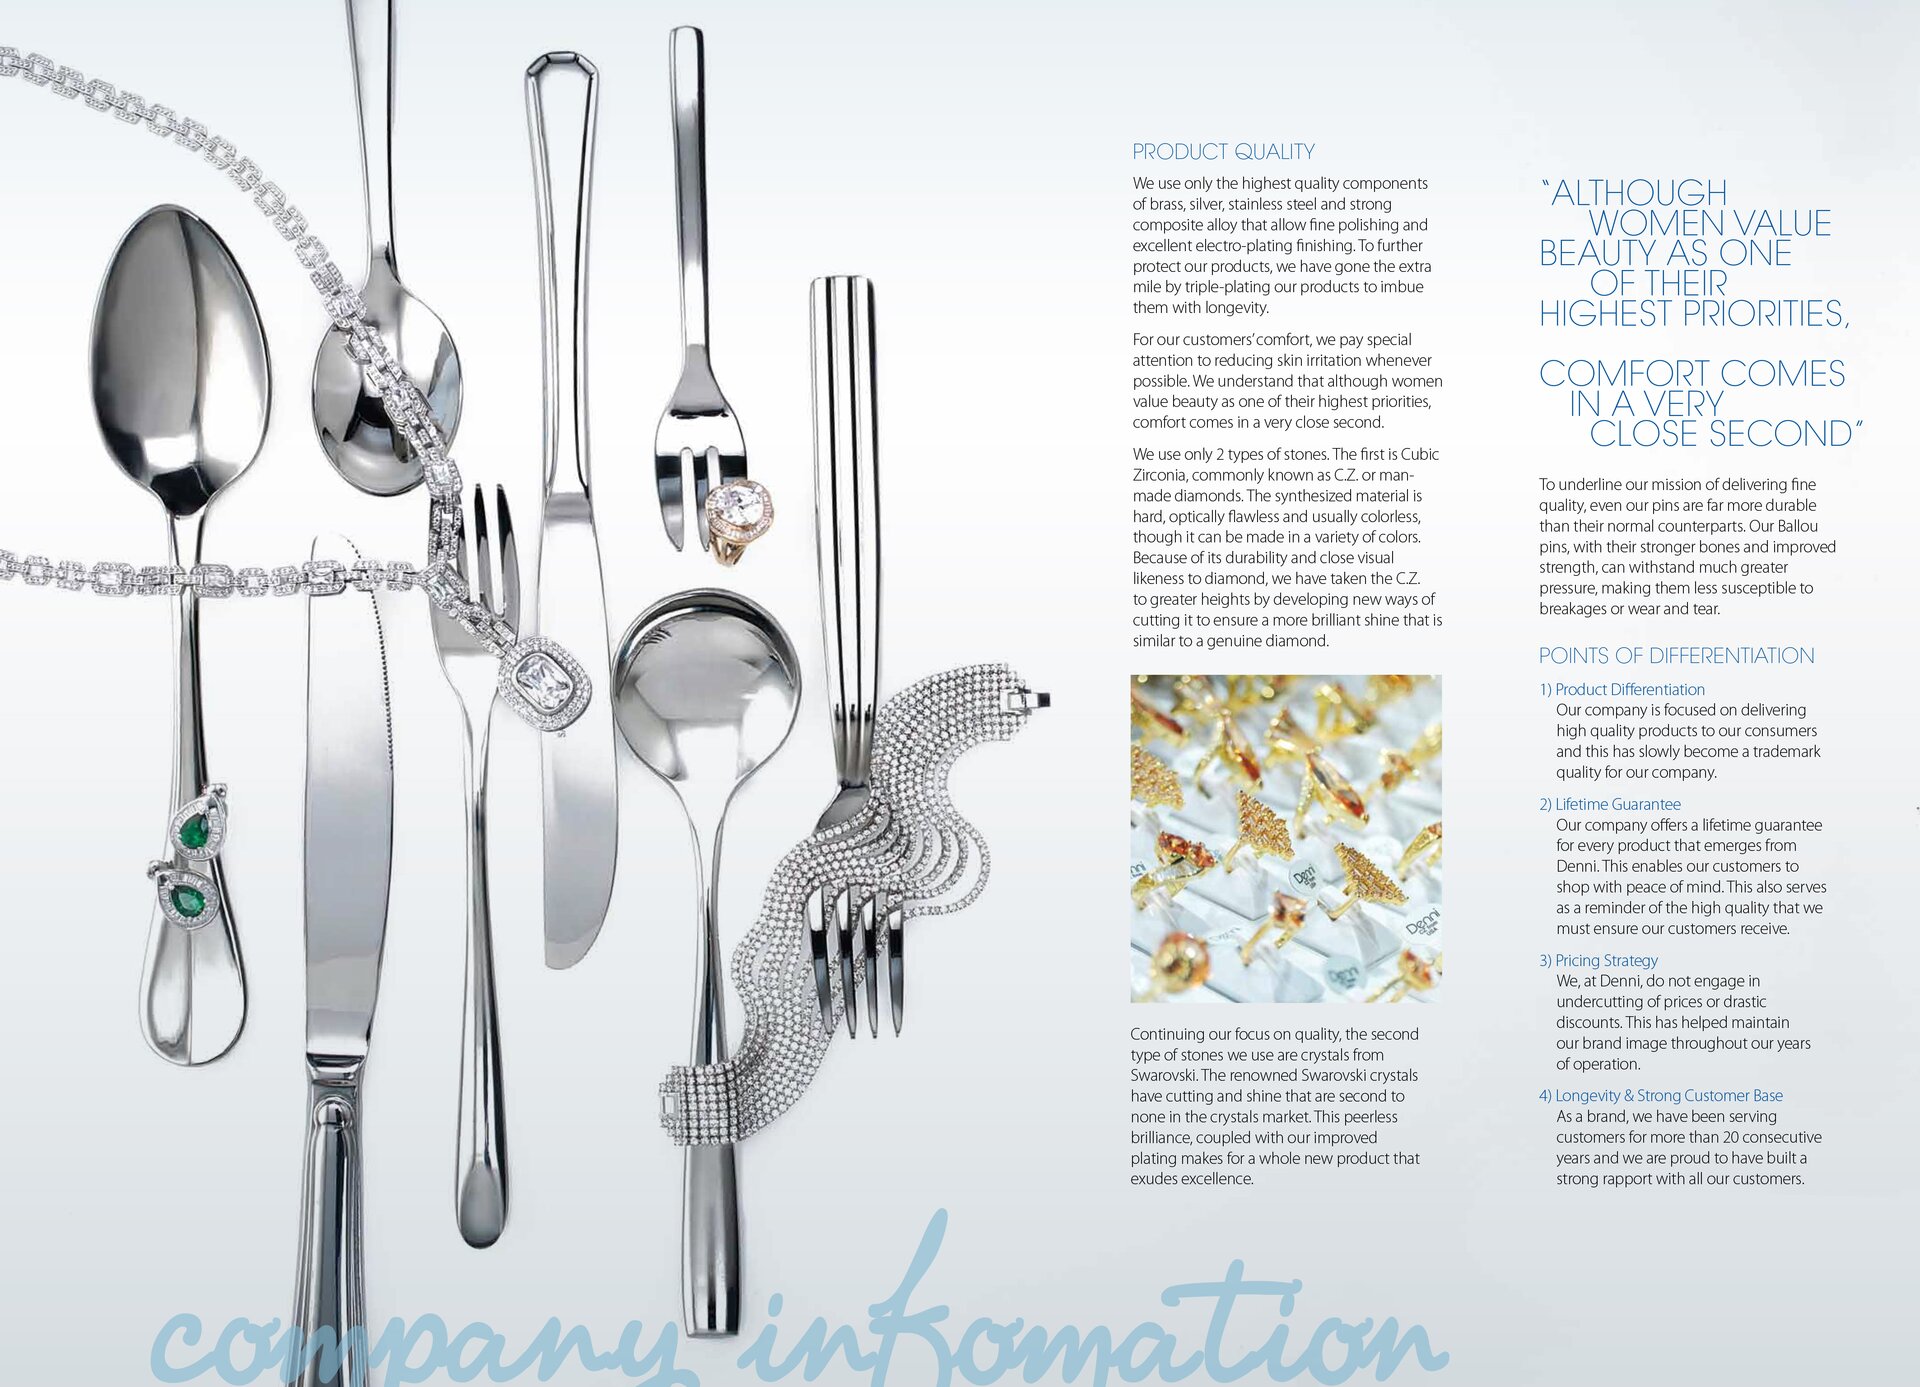 PRODUCT QUALITY
We use only the highest quality components
of brass, silver, stainless steel and strong
composite alloy that allow fine polishing and
excellent electro-plating finishing. To further
protect our products, we have gone the extra
mile by triple-plating our products to imbue
them with longevity.
For our customers' comfort, we pay special
attention to reducing skin irritation whenever
possible. We understand that although women
value beauty as one of their highest priorities,
comfort comes in a very close second.
We use only 2 types of stones. The first is Cubic
Zirconia, commonly known as C.Z. or man-
made diamonds. The synthesized material is
hard, optically flawless and usually colorless,
though it can be made in a variety of colors.
Because of its durability and close visual
likeness to diamond, we have taken the C.Z.
to greater heights by developing new ways of
cutting it to ensure a more brilliant shine that is
similar to a genuine diamond.
Denni
Denni
USA
Denni
Continuing our focus on quality, the second
type of stones we use are crystals from
Swarovski. The renowned Swarovski crystals
have cutting and shine that are second to
none in the crystals market. This peerless
brilliance, coupled with our improved
plating makes for a whole new product that
exudes excellence.
"ALTHOUGH
WOMEN VALUE
BEAUTY AS ONE
OF THEIR
HIGHEST PRIORITIES,
COMFORT COMES
IN A VERY
CLOSE SECOND"
To underline our mission of delivering fine
quality, even our pins are far more durable
than their normal counterparts. Our Ballou
pins, with their stronger bones and improved
strength, can withstand much greater
pressure, making them less susceptible to
breakages or wear and tear.
POINTS OF DIFFERENTIATION
1) Product Differentiation
Our company is focused on delivering
high quality products to our consumers
and this has slowly become a trademark
quality for our company.
2) Lifetime Guarantee
Our company offers a lifetime guarantee
for every product that emerges from
Denni. This enables our customers to
shop with peace of mind. This also serves
as a reminder of the high quality that we
must ensure our customers receive.
3) Pricing Strategy
We, at Denni, do not engage in
undercutting of prices or drastic
discounts. This has helped maintain
our brand image throughout our years
of operation.
4) Longevity & Strong Customer Base
As a brand, we have been serving
customers for more than 20 consecutive
years and we are proud to have built a
strong rapport with all our customers.
company infomation